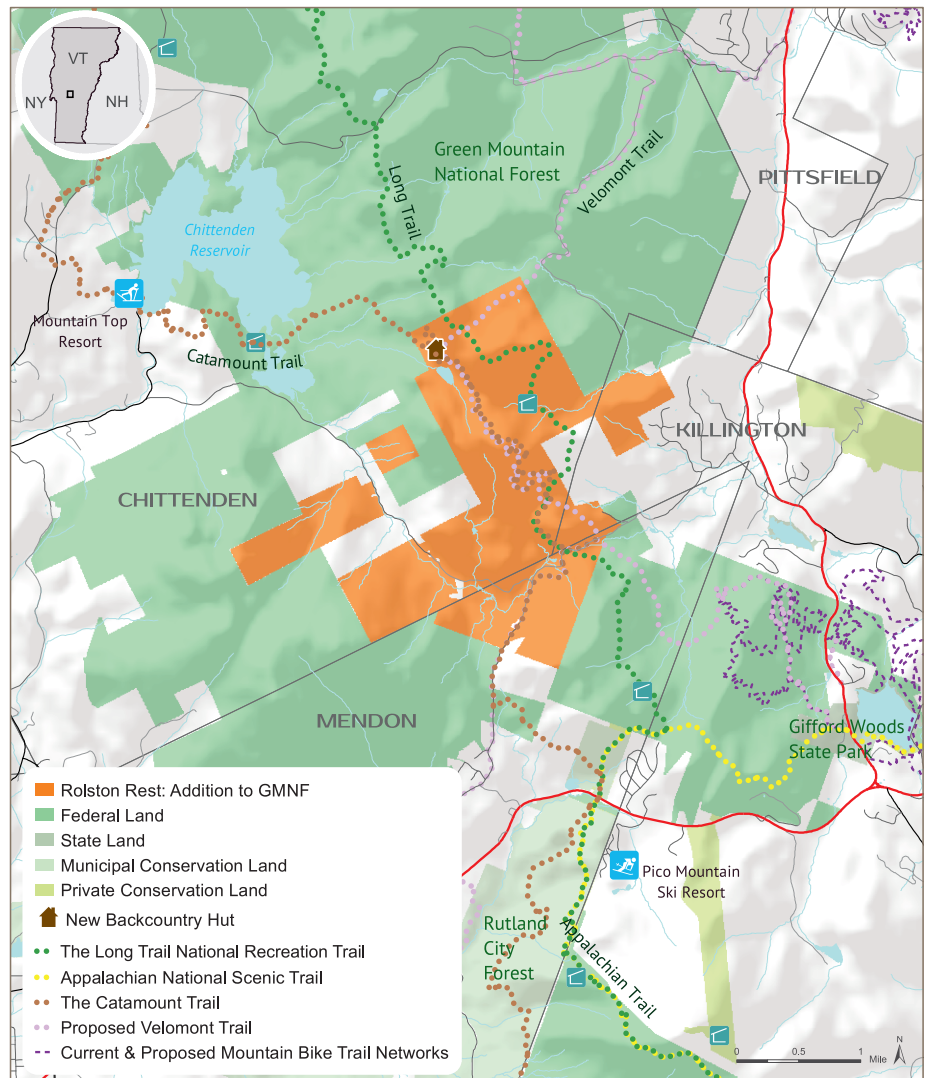 VT
NY
NH
Green Mountain
National Forest
Long Trail
Velomont Trail
PITTSFIELD
Chittenden
Reservoir
Mountain Top
Resort
Catamount Trail
KILLINGTON
CHITTENDEN
MENDON
Gifford Woods
State Park
Rolston Rest: Addition to GMNF
Federal Land
State Land
Municipal Conservation Land
Private Conservation Land
New Backcountry Hut
The Long Trail National Recreation Trail
Appalachian National Scenic Trail
The Catamount Trail
Proposed Velomont Trail
Current & Proposed Mountain Bike Trail Networks
Pico Mountain
Ski Resort
Rutland
City
Forest
Appalachian Trail
N
0 0.5 1
Mile